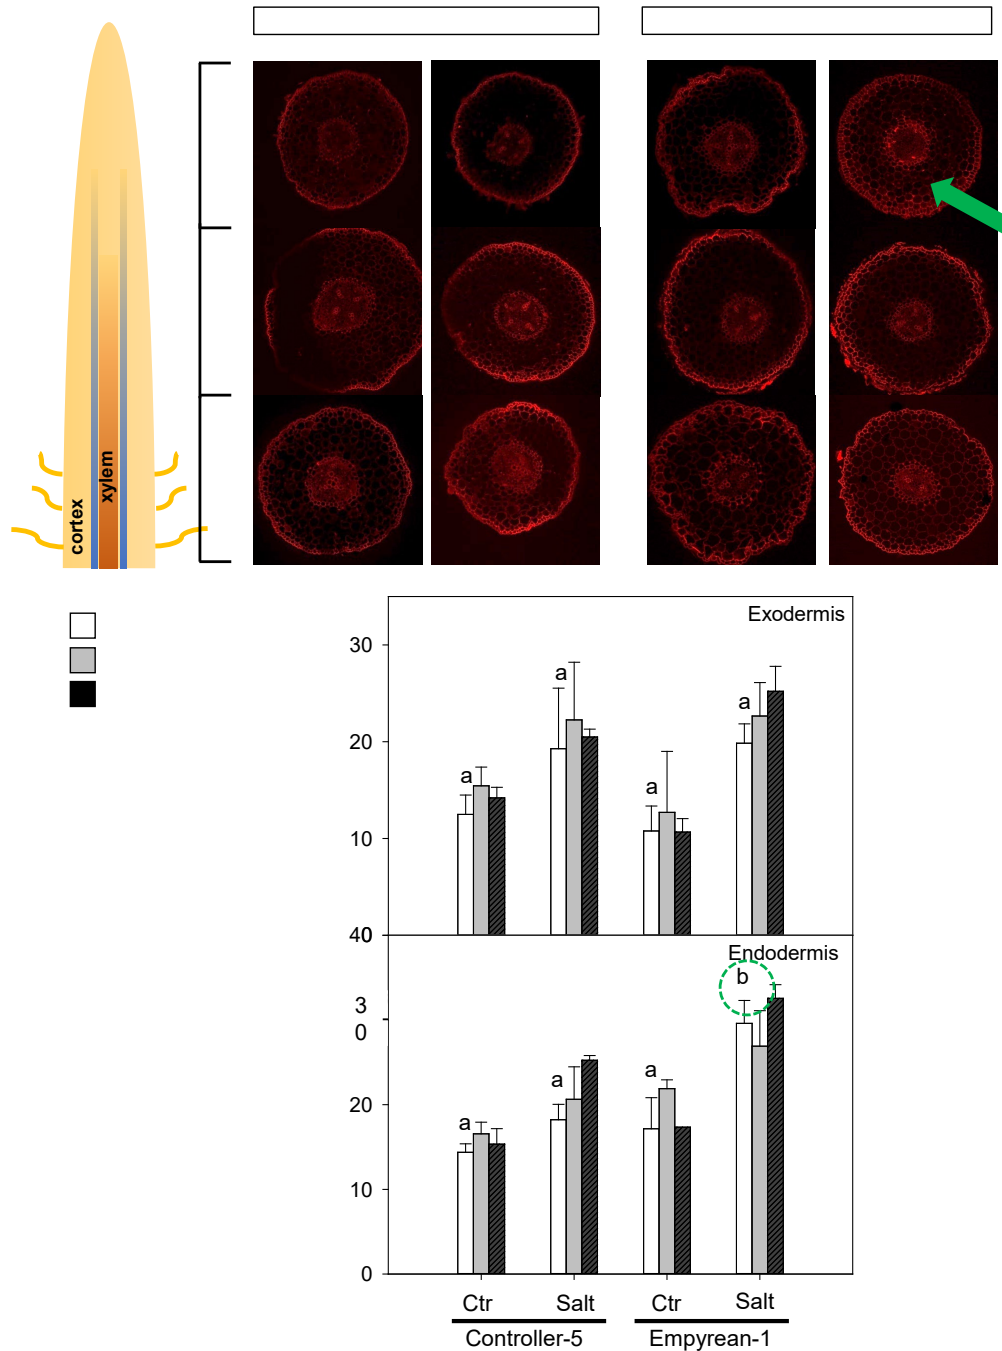 cortex
xylem
Exodermis
30
20
10
40
0
a
a
a
a
Endodermis
3
0
20
10
0
a
a
a
b
Ctr Salt Ctr Salt
Controller-5 Empyrean-1